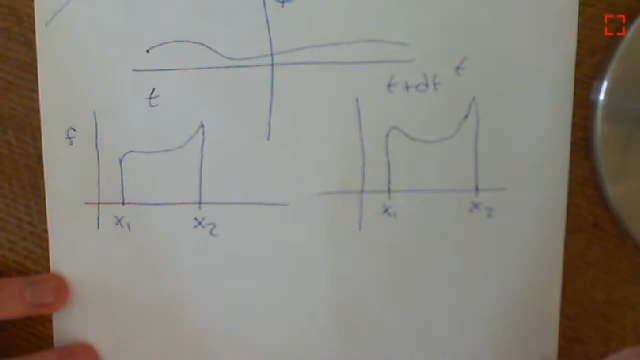 t
t
t+dt
f
x₁ x₂
x₁ x₂